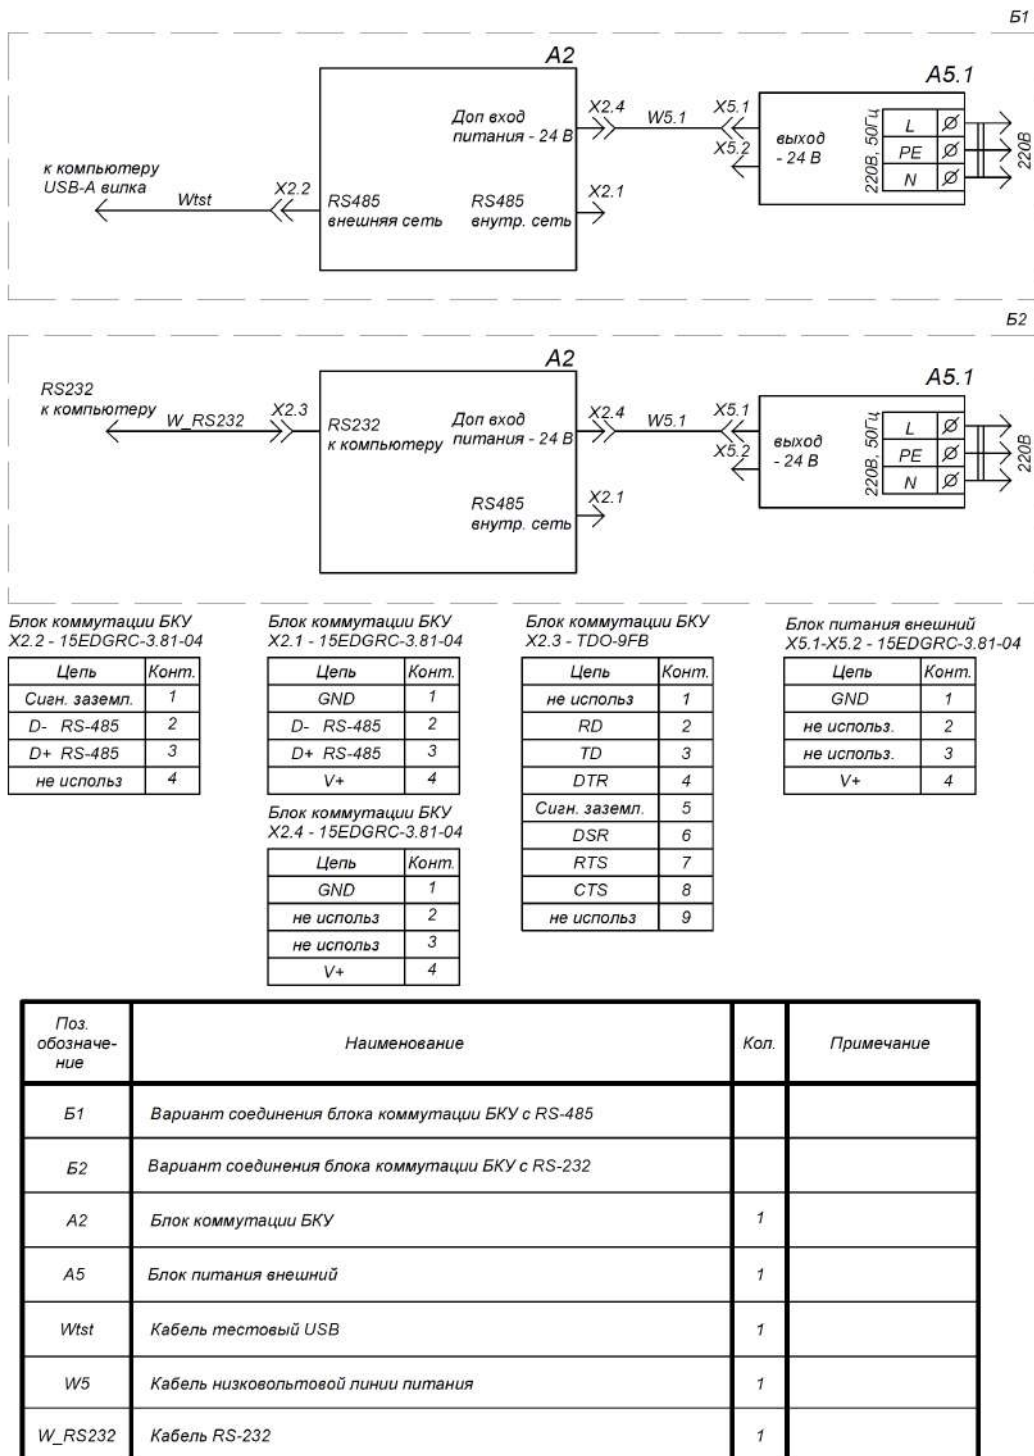 Б1
А2
А5.1
Доп вход
питания - 24 В
X2.4
W5.1
X5.1
X5.2
выход
- 24 В
220В, 50Гц
L
PE
N
220В
к компьютеру
USB-A вилка
Wtst
X2.2
RS485
внешняя сеть
RS485
внутр. сеть
X2.1
Б2
А2
А5.1
RS232
к компьютеру
W_RS232
X2.3
RS232
к компьютеру
Доп вход
питания - 24 В
X2.4
W5.1
X5.1
X5.2
выход
- 24 В
220В, 50Гц
L
PE
N
220В
RS485
внутр. сеть
X2.1
Блок коммутации БКУ
X2.2 - 15EDGRC-3.81-04
Цепь Конт.
Сигн. заземл. 1
D- RS-485 2
D+ RS-485 3
не использ 4
Блок коммутации БКУ
X2.1 - 15EDGRC-3.81-04
Цепь Конт.
GND 1
D- RS-485 2
D+ RS-485 3
V+ 4
Блок коммутации БКУ
X2.4 - 15EDGRC-3.81-04
Цепь Конт.
GND 1
не использ 2
не использ 3
V+ 4
Блок коммутации БКУ
X2.3 - TDO-9FB
Цепь Конт.
не использ 1
RD 2
TD 3
DTR 4
Сигн. заземл. 5
DSR 6
RTS 7
CTS 8
не использ 9
Блок питания внешний
X5.1-X5.2 - 15EDGRC-3.81-04
Цепь Конт.
GND 1
не использ. 2
не использ. 3
V+ 4
Поз.
обозначе-
ние
Наименование Кол. Примечание
Б1 Вариант соединения блока коммутации БКУ с RS-485
Б2 Вариант соединения блока коммутации БКУ с RS-232
А2 Блок коммутации БКУ 1
А5 Блок питания внешний 1
Wtst Кабель тестовый USB 1
W5 Кабель низковольтовой линии питания 1
W_RS232 Кабель RS-232 1